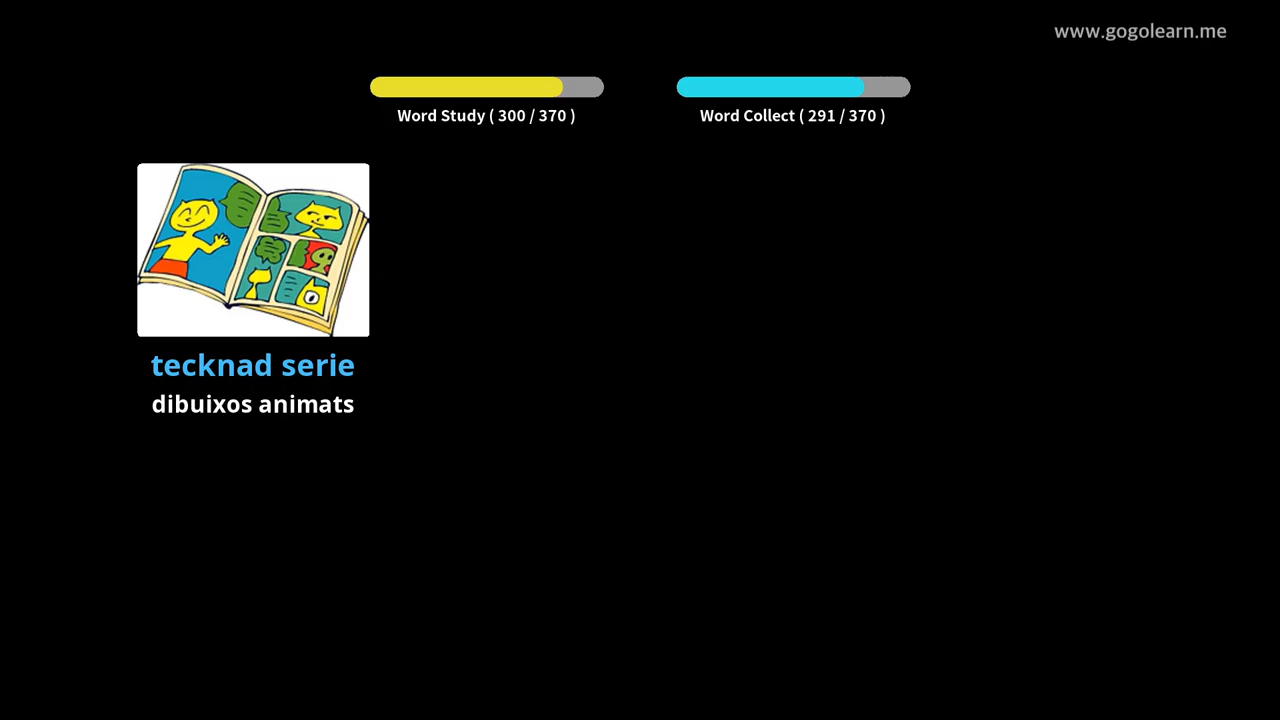 www.gogolearn.me
Word Study ( 300 / 370 )
Word Collect ( 291 / 370 )
tecknad serie
dibuixos animats